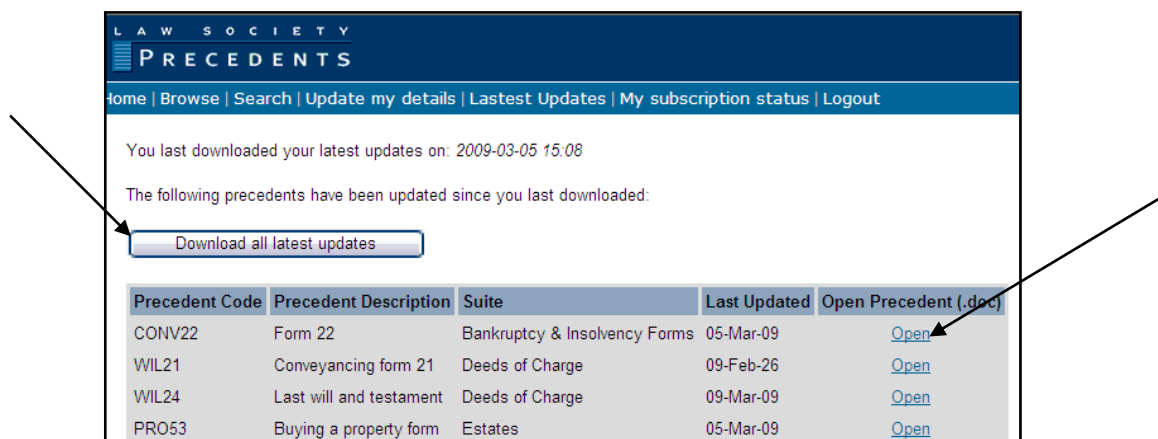 LAW SOCIETY
PRECEDENTS
Home | Browse | Search | Update my details | Lastest Updates | My subscription status | Logout
You last downloaded your latest updates on: 2009-03-05 15:08
The following precedents have been updated since you last downloaded:
Download all latest updates
Precedent Code Precedent Description Suite Last Updated Open Precedent (.doc)
CONV22 Form 22 Bankruptcy & Insolvency Forms 05-Mar-09 Open
WIL21 Conveyancing form 21 Deeds of Charge 09-Feb-26 Open
WIL24 Last will and testament Deeds of Charge 09-Mar-09 Open
PRO53 Buying a property form Estates 05-Mar-09 Open